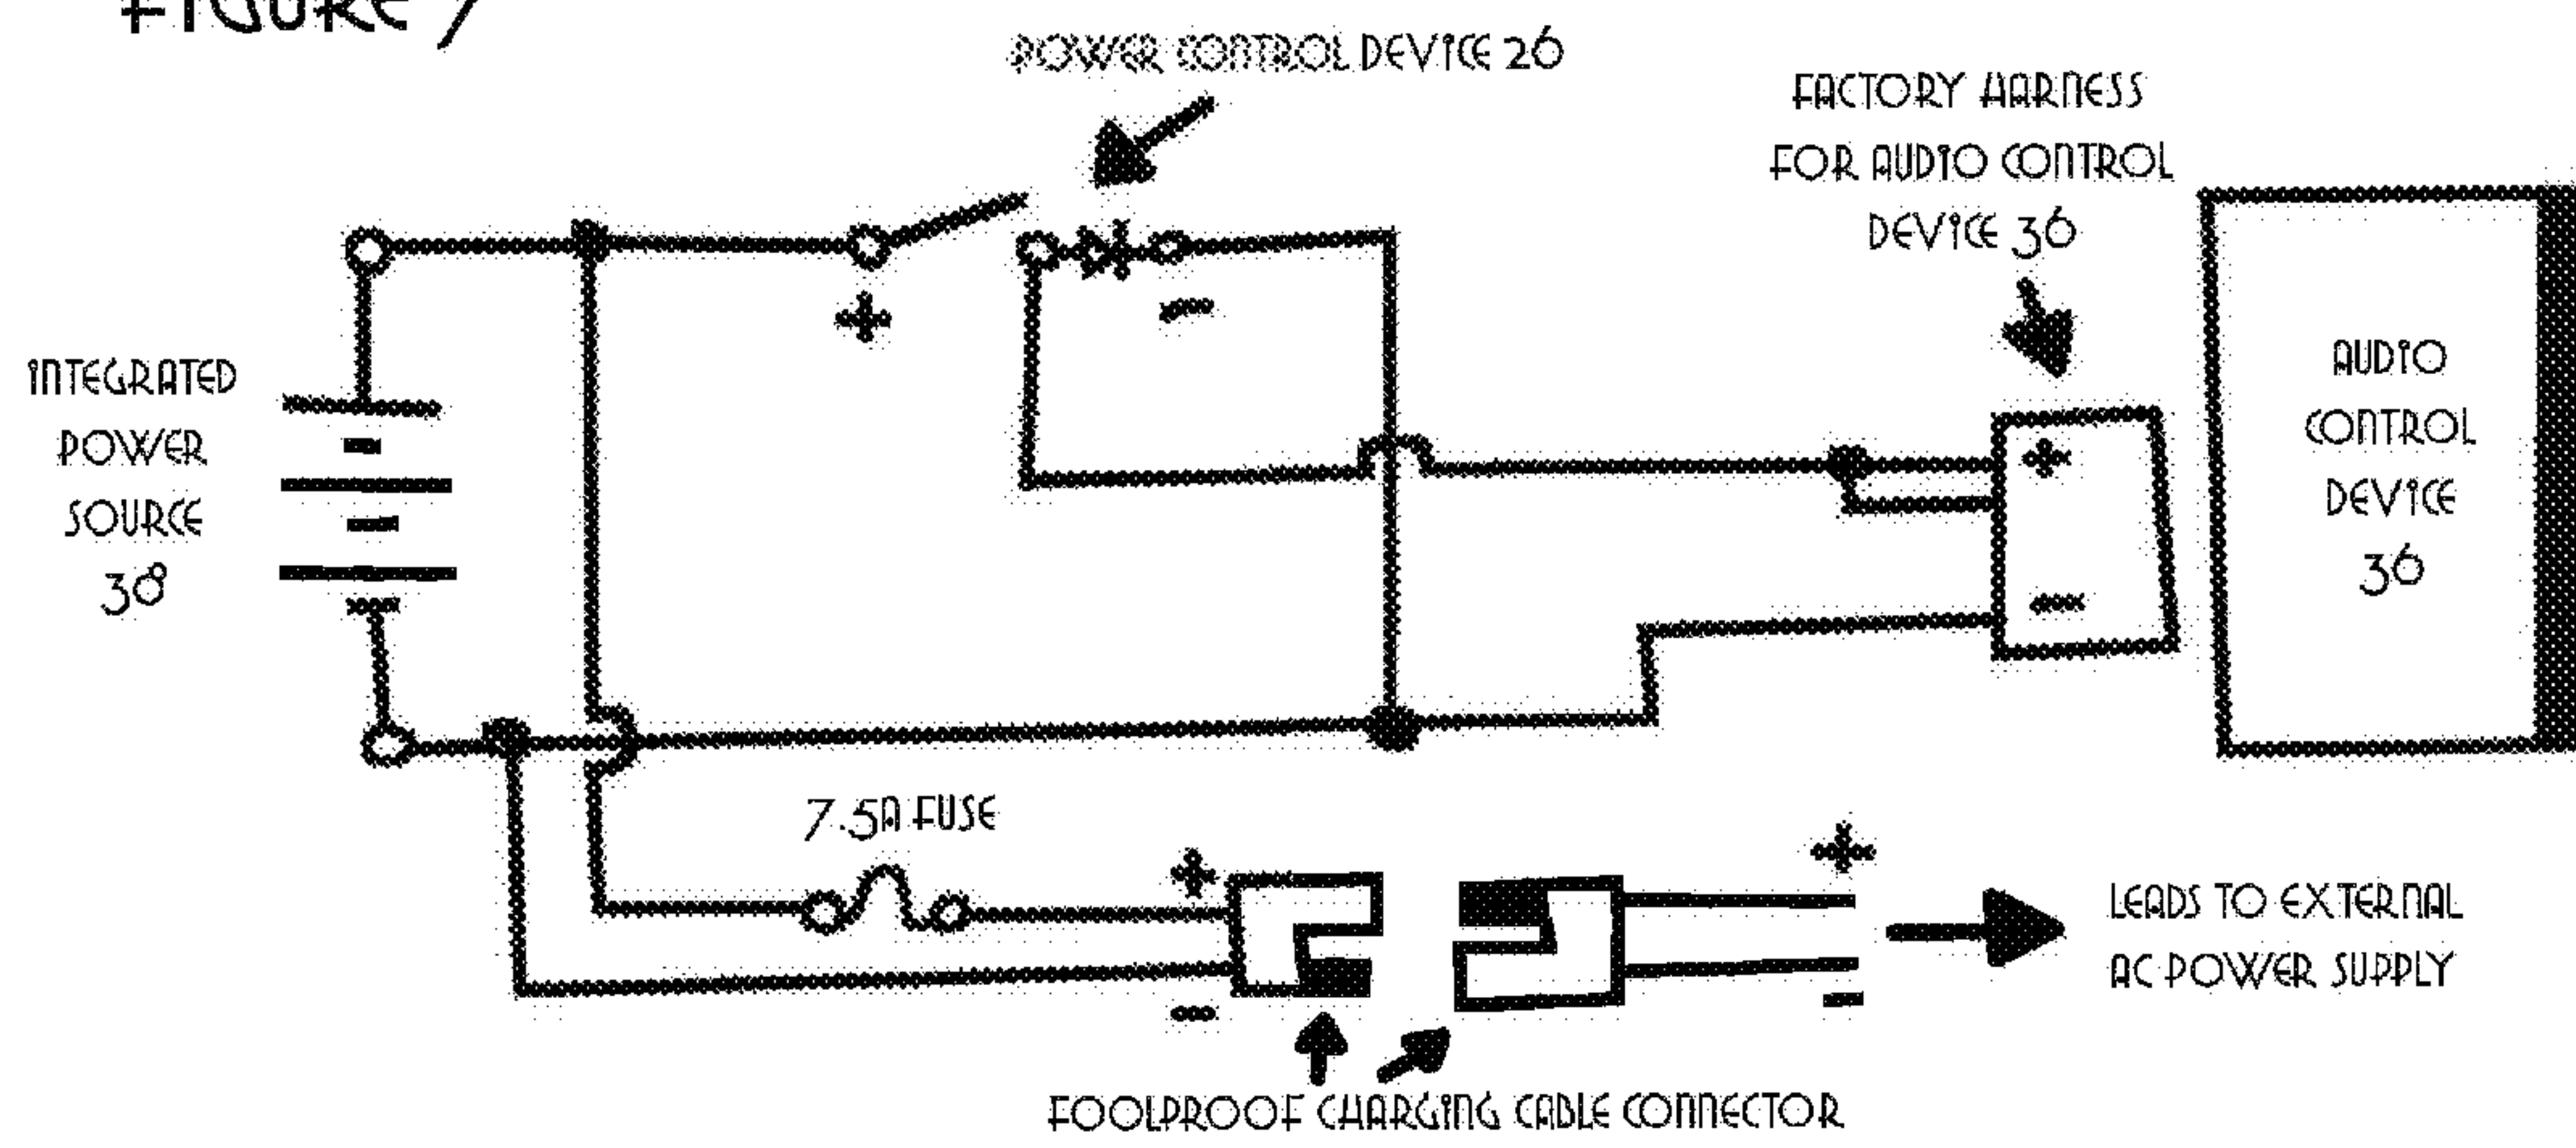 FIGURE 7
POWER CONTROL DEVICE 26
FACTORY HARNESS
FOR AUDIO CONTROL
DEVICE 36
+
−
INTEGRATED
POWER
SOURCE
38
+
−
AUDIO
CONTROL
DEVICE
36
7.5A FUSE
+
−
+
−
LEADS TO EXTERNAL
AC POWER SUPPLY
FOOLPROOF CHARGING CABLE CONNECTOR